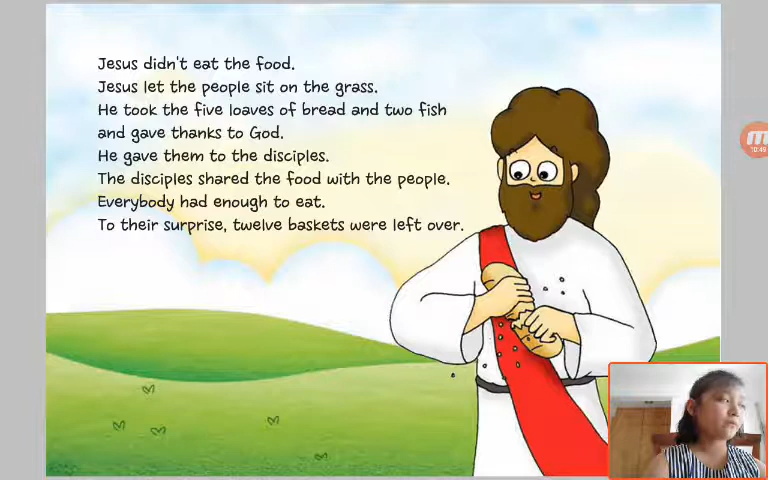 Jesus didn't eat the food.
Jesus let the people sit on the grass.
He took the five loaves of bread and two fish
and gave thanks to God.
He gave them to the disciples.
The disciples shared the food with the people.
Everybody had enough to eat.
To their surprise, twelve baskets were left over.
10:49